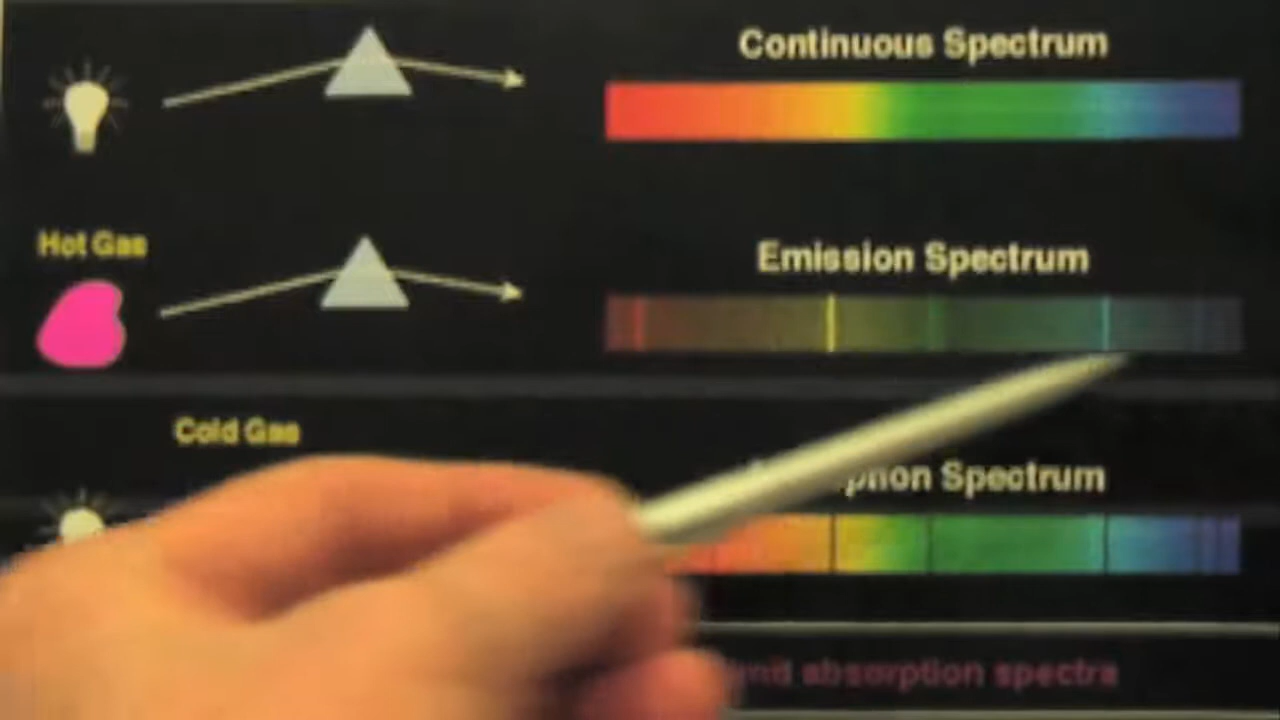 Continuous Spectrum
Hot Gas
Emission Spectrum
Cold Gas
Spectrum
absorption spectra